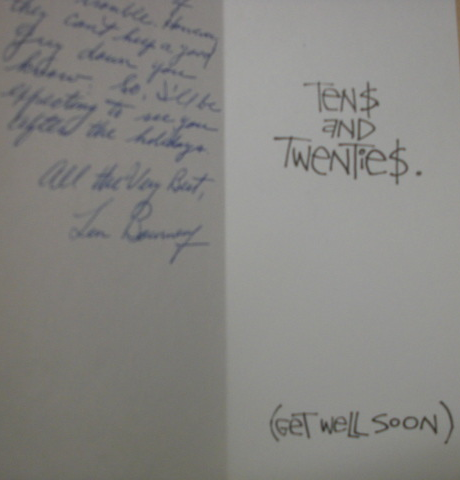 trouble. However
they can't keep a good
guy down you
know. So, I'll be
expecting to see you
after the holidays
All the Very Best,
Len
TEN$
AND
TWENTIE$.
(GET WELL SOON)